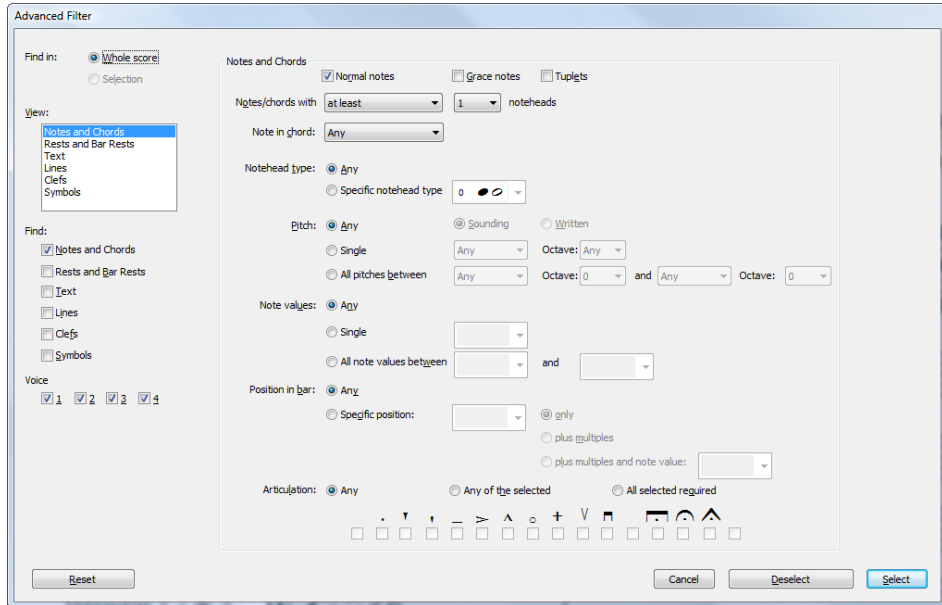 Advanced Filter
Find in:
Whole score
Selection
View:
Notes and Chords
Rests and Bar Rests
Text
Lines
Clefs
Symbols
Find:
Notes and Chords
Rests and Bar Rests
Text
Lines
Clefs
Symbols
Voice
1 2 3 4
Notes and Chords
Normal notes Grace notes Tuplets
Notes/chords with at least 1 noteheads
Note in chord: Any
Notehead type: Any
Specific notehead type 0
Pitch: Any Sounding Written
Single Any Octave: Any
All pitches between Any Octave: 0 and Any Octave: 0
Note values: Any
Single
All note values between and
Position in bar: Any
Specific position: only
plus multiples
plus multiples and note value:
Articulation: Any Any of the selected All selected required
Reset Cancel Deselect Select